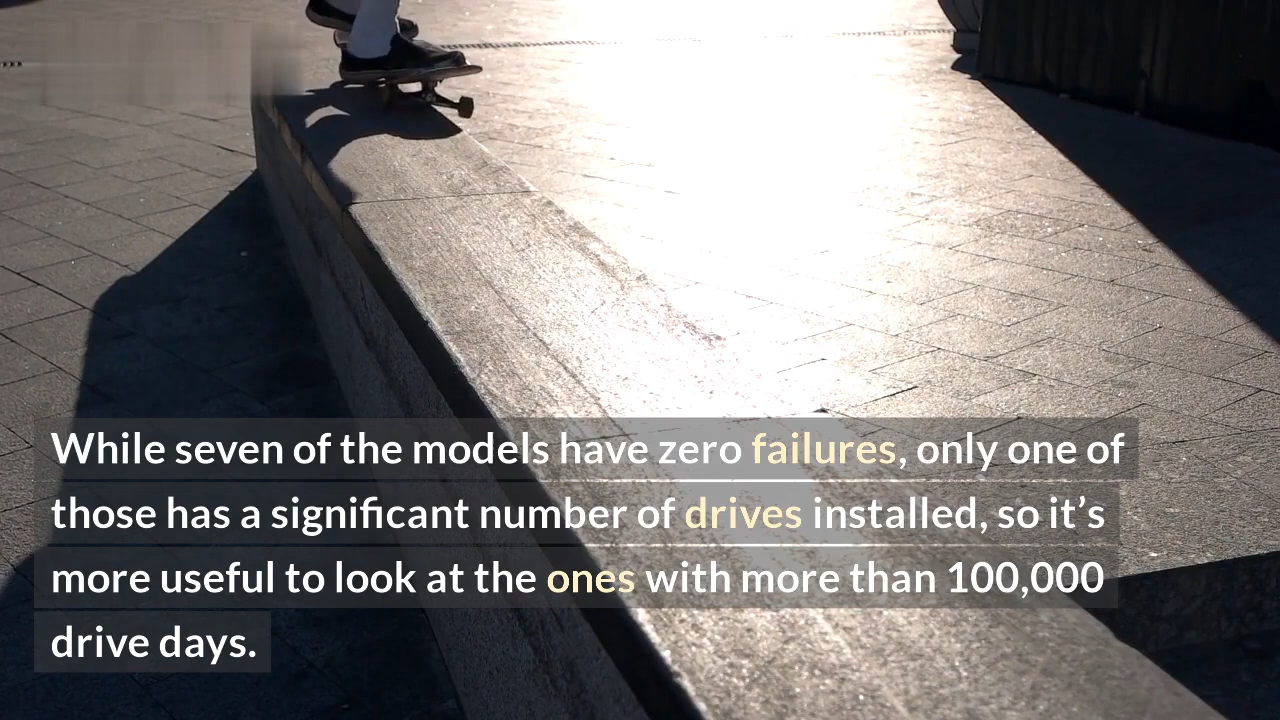 While seven of the models have zero failures, only one of
those has a significant number of drives installed, so it’s
more useful to look at the ones with more than 100,000
drive days.